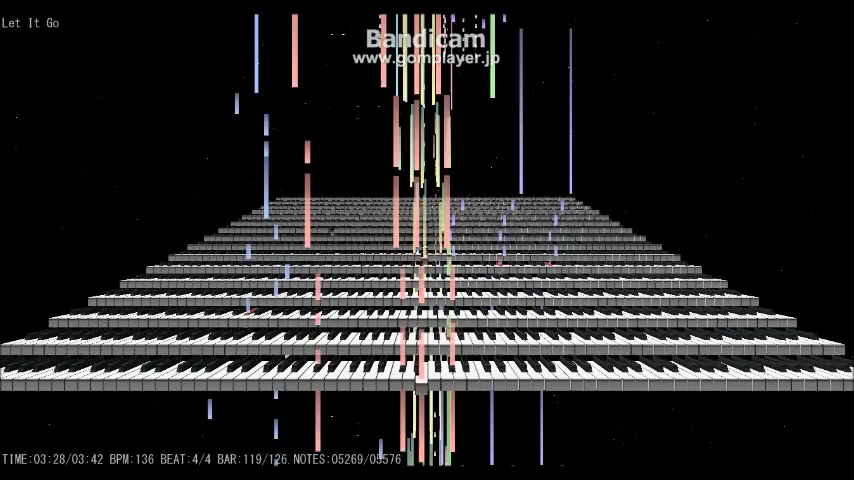 Let It Go
Bandicam
www.gomplayer.jp
TIME:03:28/03:42 BPM:136 BEAT:4/4 BAR:119/126 NOTES:05269/05576